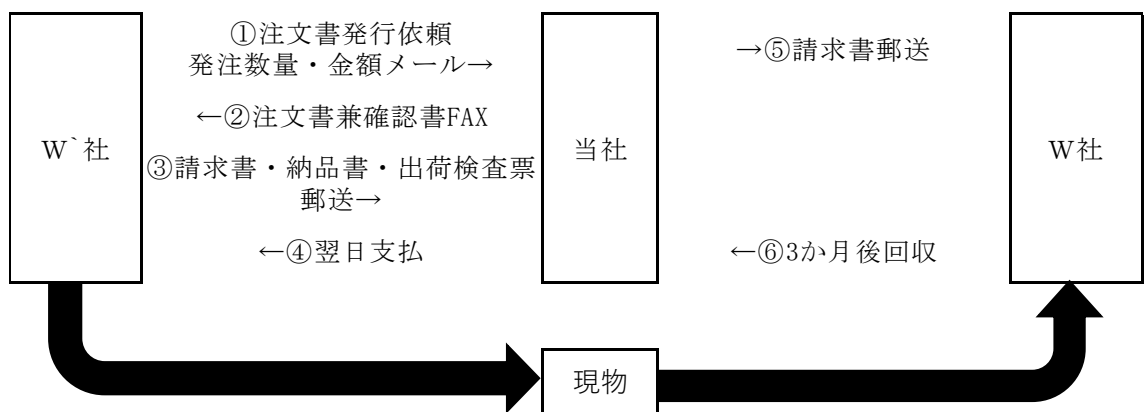 ①注文書発行依頼
発注数量・金額メール→
→⑤請求書郵送
←②注文書兼確認書FAX
W`社
当社
W社
③請求書・納品書・出荷検査票
郵送→
←④翌日支払
←⑥3か月後回収
現物